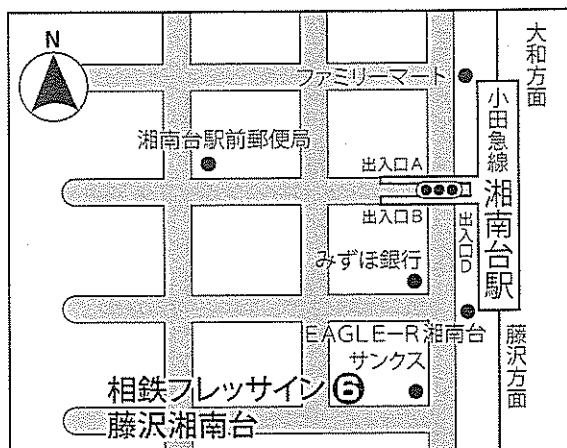 N
大和方面
ファミリーマート
小田急線
湘南台駅
湘南台駅前郵便局
出入口A
出入口B
出入口D
みずほ銀行
EAGLE−R湘南台
藤沢方面
サンクス
相鉄フレッサイン❻
藤沢湘南台